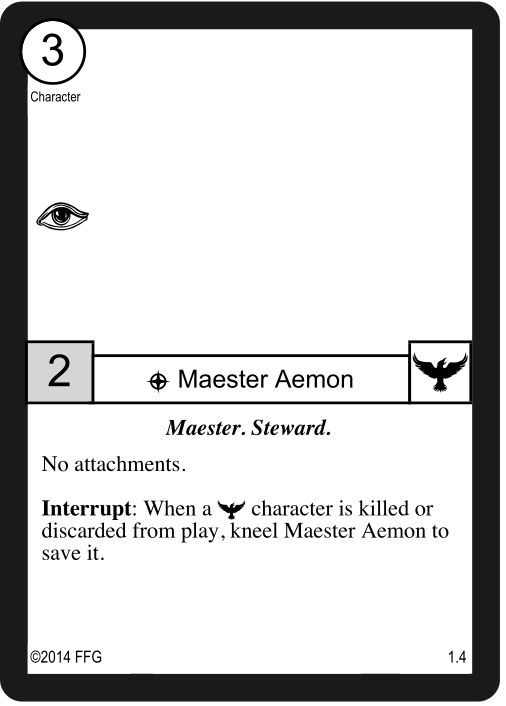 3
Character
2
Maester Aemon
Maester. Steward.
No attachments.
Interrupt: When a character is killed or
discarded from play, kneel Maester Aemon to
save it.
©2014 FFG
1.4